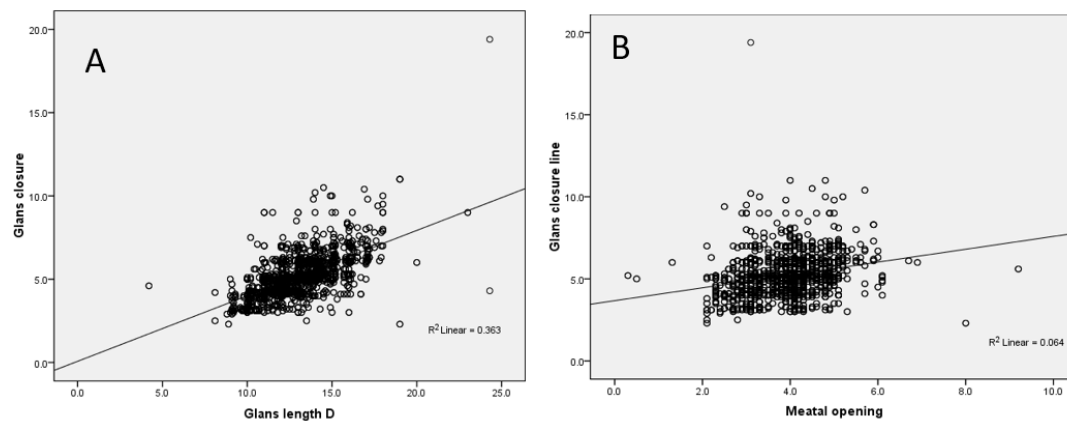 A
Glans closure
20.0
15.0
10.0
5.0
0.0
R² Linear = 0.363
0.0 5.0 10.0 15.0 20.0 25.0
Glans length D
B
Glans closure line
20.0
15.0
10.0
5.0
0.0
R² Linear = 0.064
0.0 2.0 4.0 6.0 8.0 10.0
Meatal opening